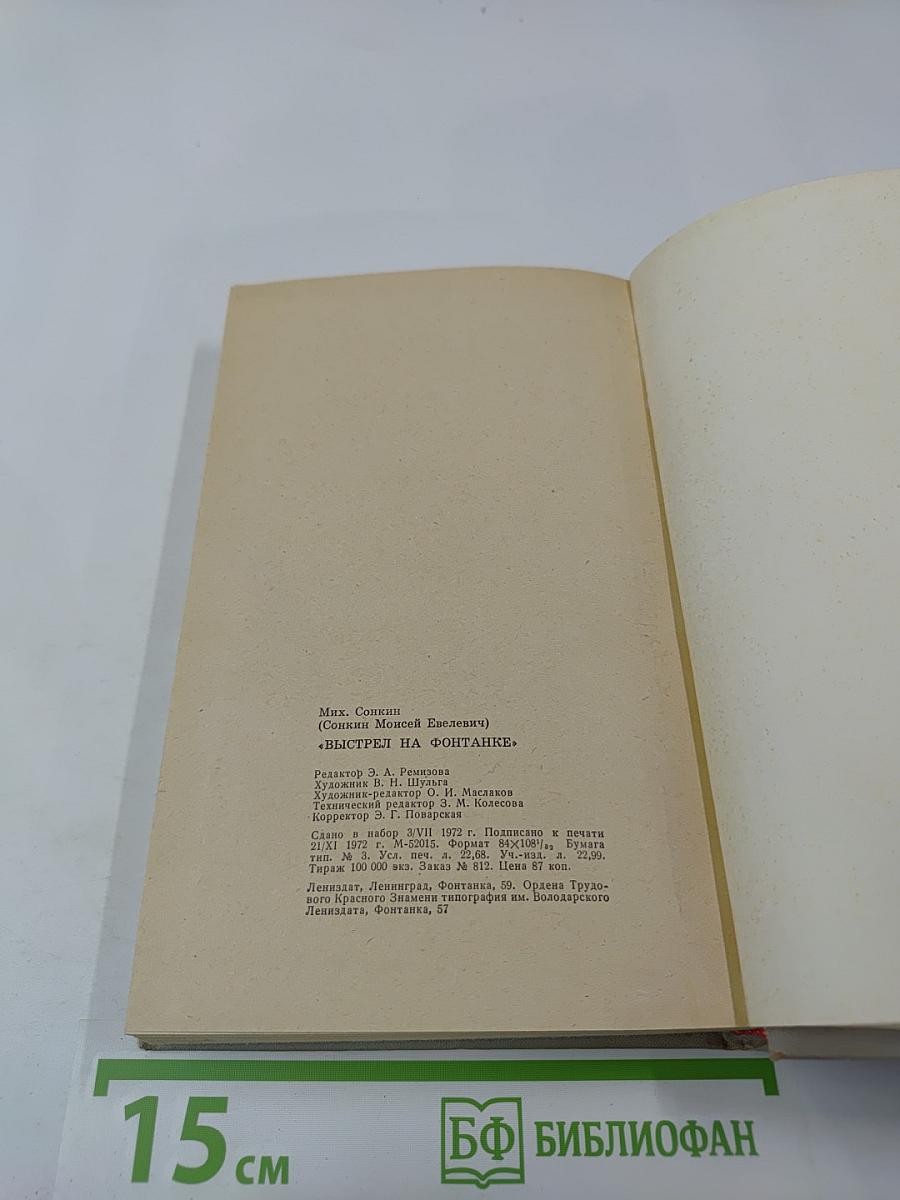 Мих. Сонкин
(Сонкин Моисей Евелевич)
«ВЫСТРЕЛ НА ФОНТАНКЕ»
Редактор Э. А. Ремизова
Художник В. Н. Шульга
Художник-редактор О. И. Маслаков
Технический редактор З. М. Колесова
Корректор Э. Г. Поварская
Сдано в набор 3/VII 1972 г. Подписано к печати
21/XI 1972 г. М-52015. Формат 84×108¹/₃₂ Бумага
тип. № 3. Усл. печ. л. 22,68. Уч.-изд. л. 22,99.
Тираж 100 000 экз. Заказ № 812. Цена 87 коп.
Лениздат, Ленинград, Фонтанка, 59. Ордена Трудо-
вого Красного Знамени типография им. Володарского
Лениздата, Фонтанка, 57
15 см
БФ БИБЛИОФАН